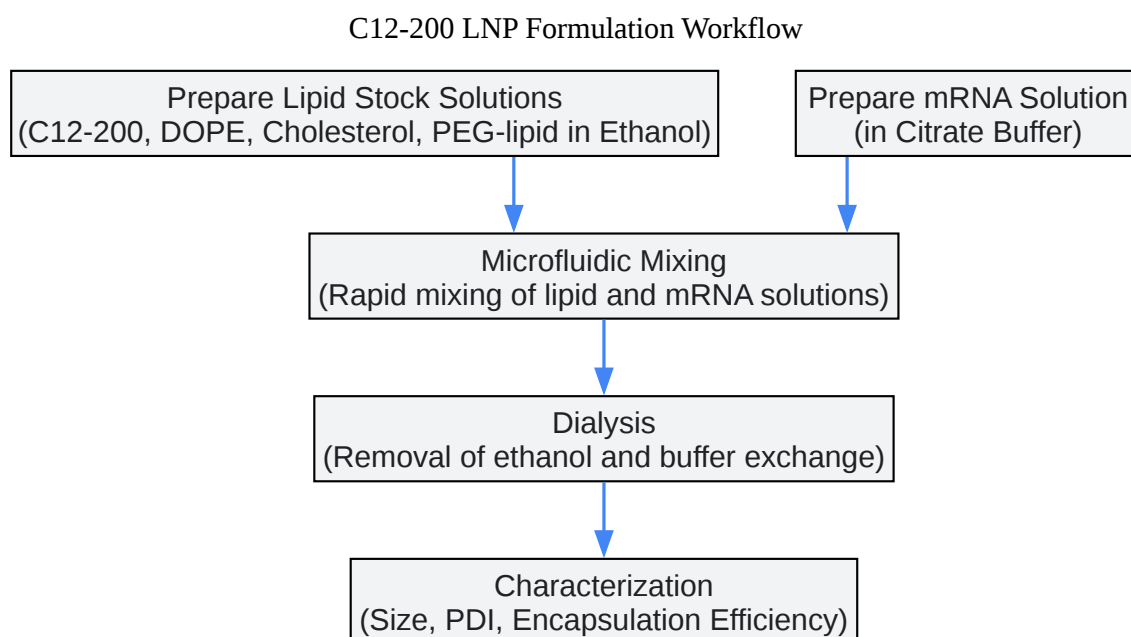 C12-200 LNP Formulation Workflow
Prepare Lipid Stock Solutions
(C12-200, DOPE, Cholesterol, PEG-lipid in Ethanol)
Prepare mRNA Solution
(in Citrate Buffer)
Microfluidic Mixing
(Rapid mixing of lipid and mRNA solutions)
Dialysis
(Removal of ethanol and buffer exchange)
Characterization
(Size, PDI, Encapsulation Efficiency)